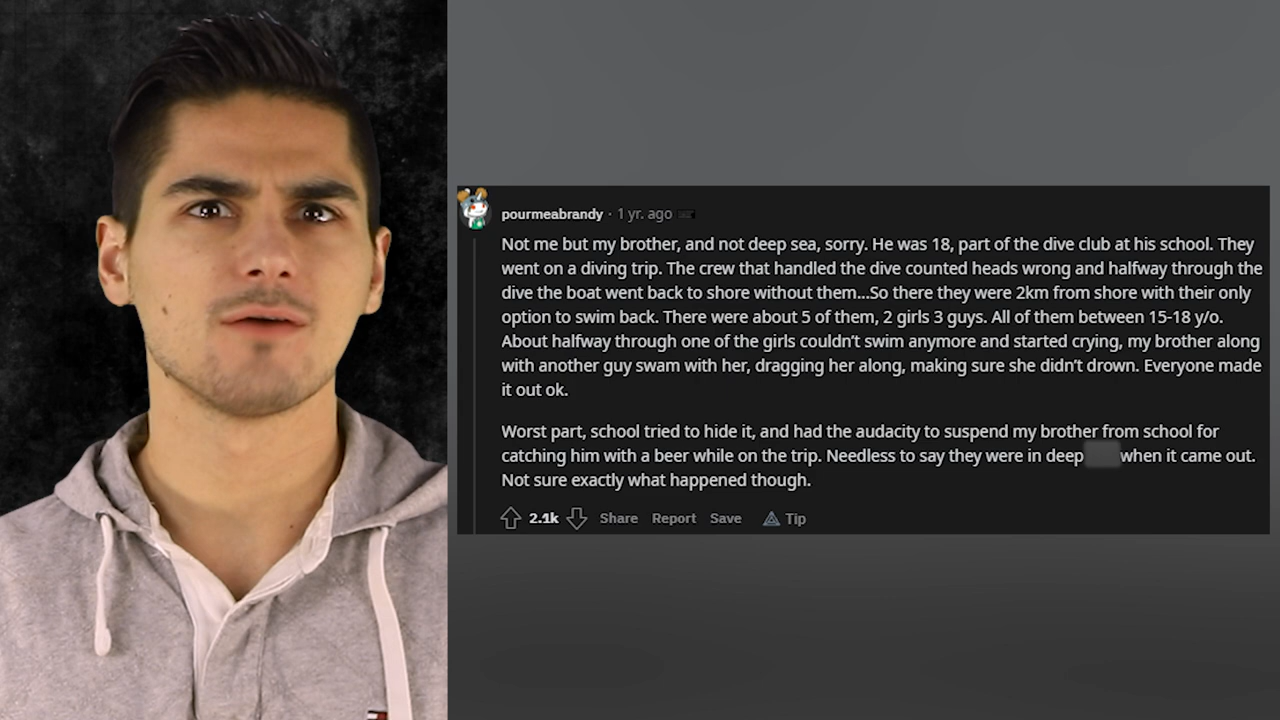 pourmeabrandy · 1 yr. ago
Not me but my brother, and not deep sea, sorry. He was 18, part of the dive club at his school. They
went on a diving trip. The crew that handled the dive counted heads wrong and halfway through the
dive the boat went back to shore without them...So there they were 2km from shore with their only
option to swim back. There were about 5 of them, 2 girls 3 guys. All of them between 15-18 y/o.
About halfway through one of the girls couldn't swim anymore and started crying, my brother along
with another guy swam with her, dragging her along, making sure she didn't drown. Everyone made
it out ok.
Worst part, school tried to hide it, and had the audacity to suspend my brother from school for
catching him with a beer while on the trip. Needless to say they were in deep when it came out.
Not sure exactly what happened though.
2.1k Share Report Save Tip